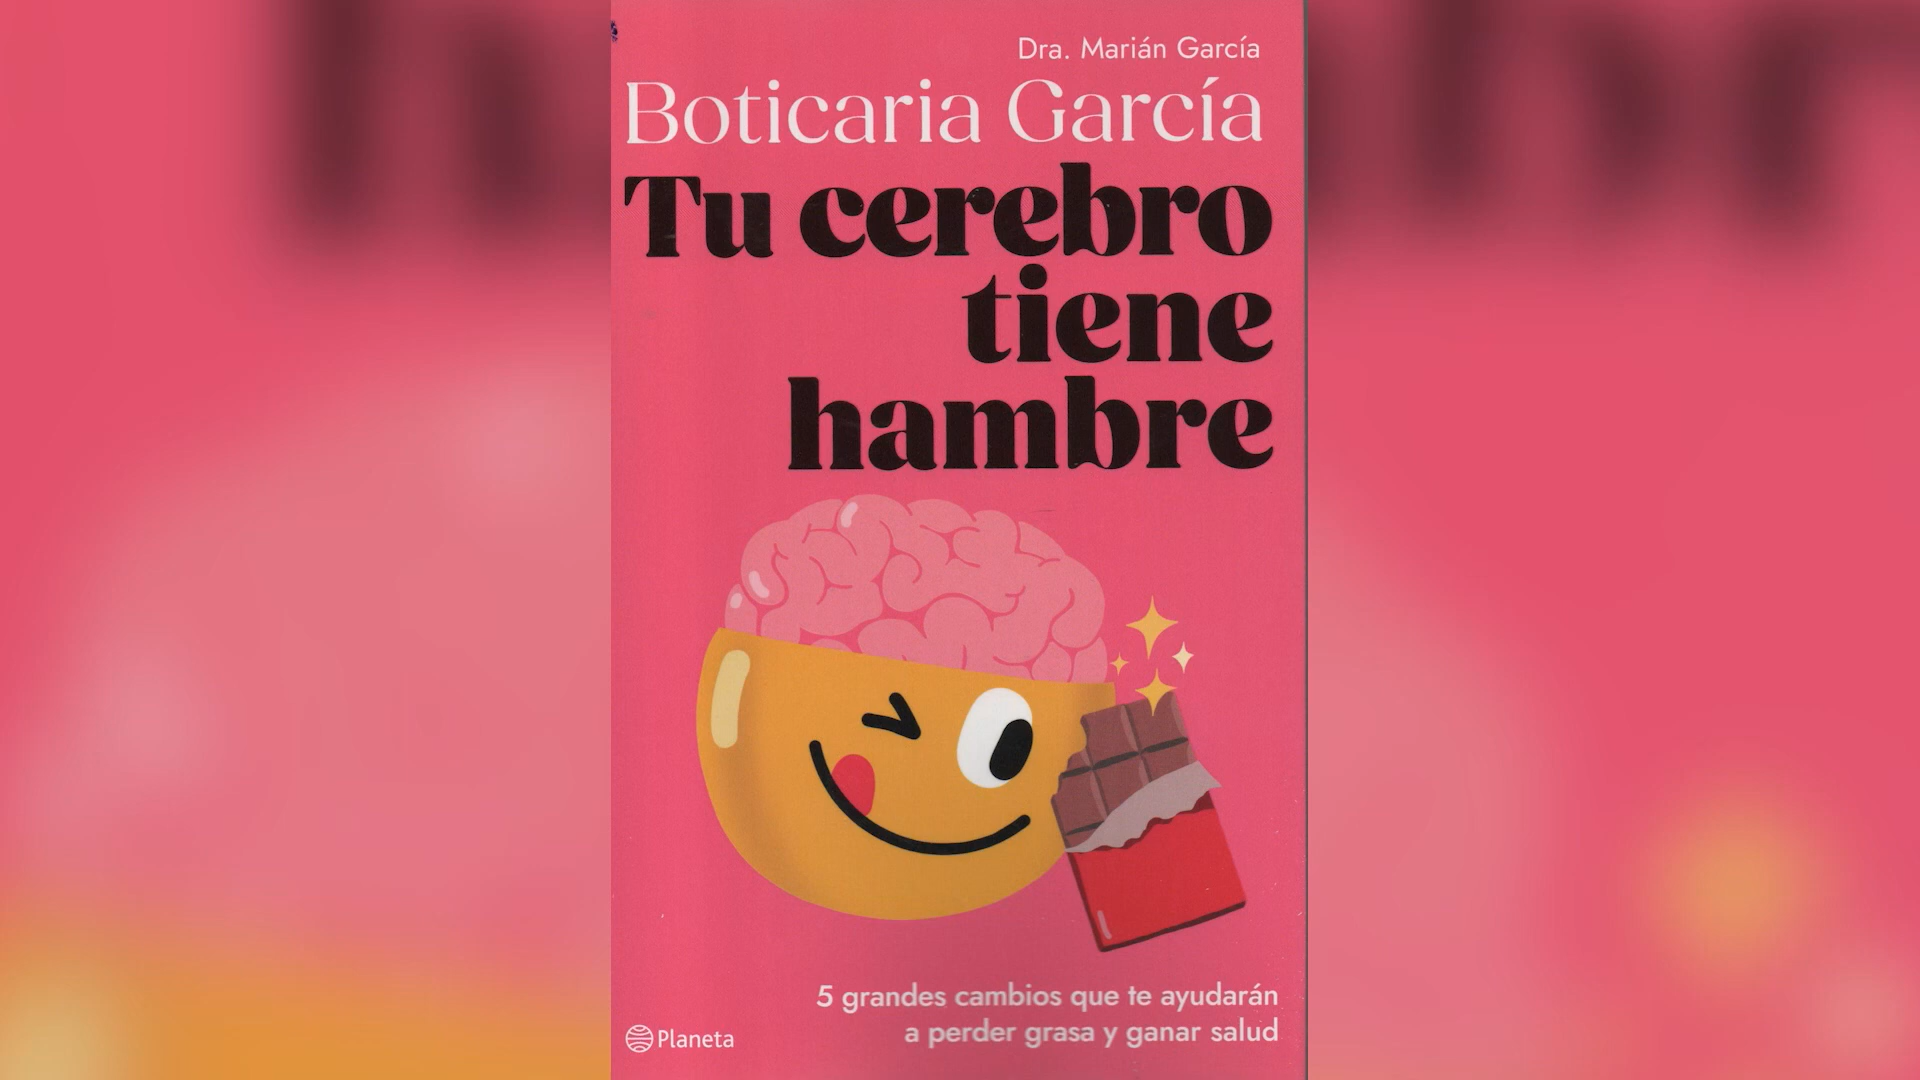 Dra. Marián García
Boticaria García
Tu cerebro
tiene
hambre
5 grandes cambios que te ayudarán
a perder grasa y ganar salud
Planeta